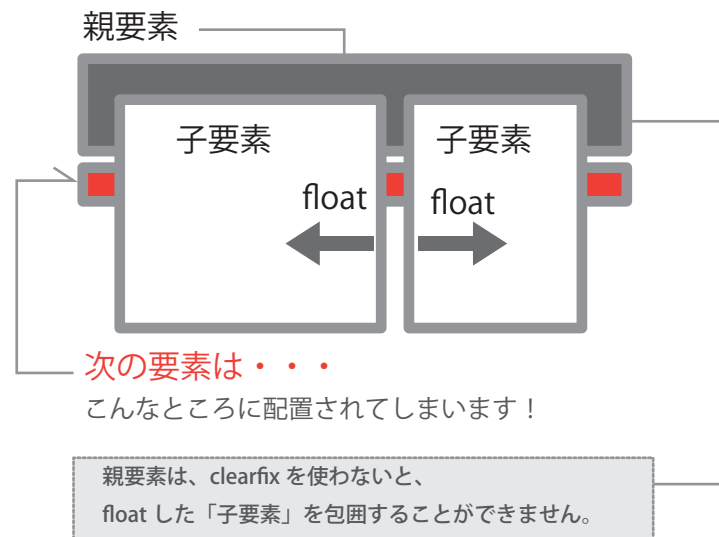 親要素
子要素
子要素
float
float
次の要素は・・・
こんなところに配置されてしまいます！
親要素は、clearfix を使わないと、
float した「子要素」を包囲することができません。